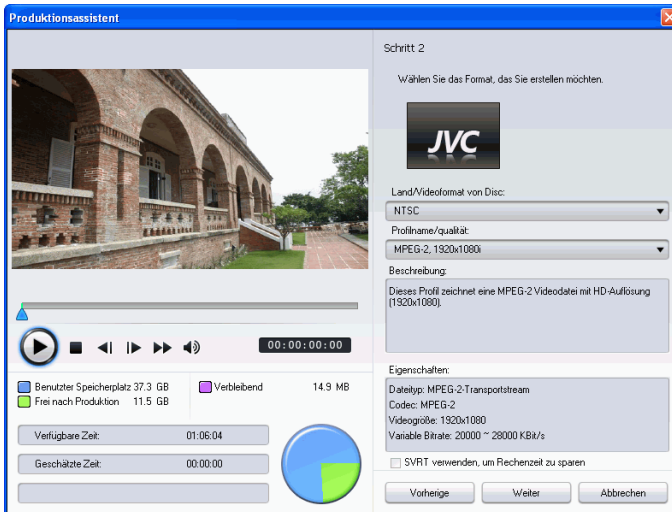 Produktionsassistent
Schritt 2
Wählen Sie das Format, das Sie erstellen möchten.
JVC
Land/Videoformat von Disc:
NTSC
Profilname/qualität:
MPEG-2, 1920x1080i
Beschreibung:
Dieses Profil zeichnet eine MPEG-2 Videodatei mit HD-Auflösung
(1920x1080).
00:00:00:00
Benutzter Speicherplatz 37.3 GB
Verbleibend 14.9 MB
Frei nach Produktion 11.5 GB
Verfügbare Zeit: 01:06:04
Geschätzte Zeit: 00:00:00
Eigenschaften:
Dateityp: MPEG-2-Transportstream
Codec: MPEG-2
Videogröße: 1920x1080
Variable Bitrate: 20000 ~ 28000 KBit/s
SVRT verwenden, um Rechenzeit zu sparen
Vorherige
Weiter
Abbrechen